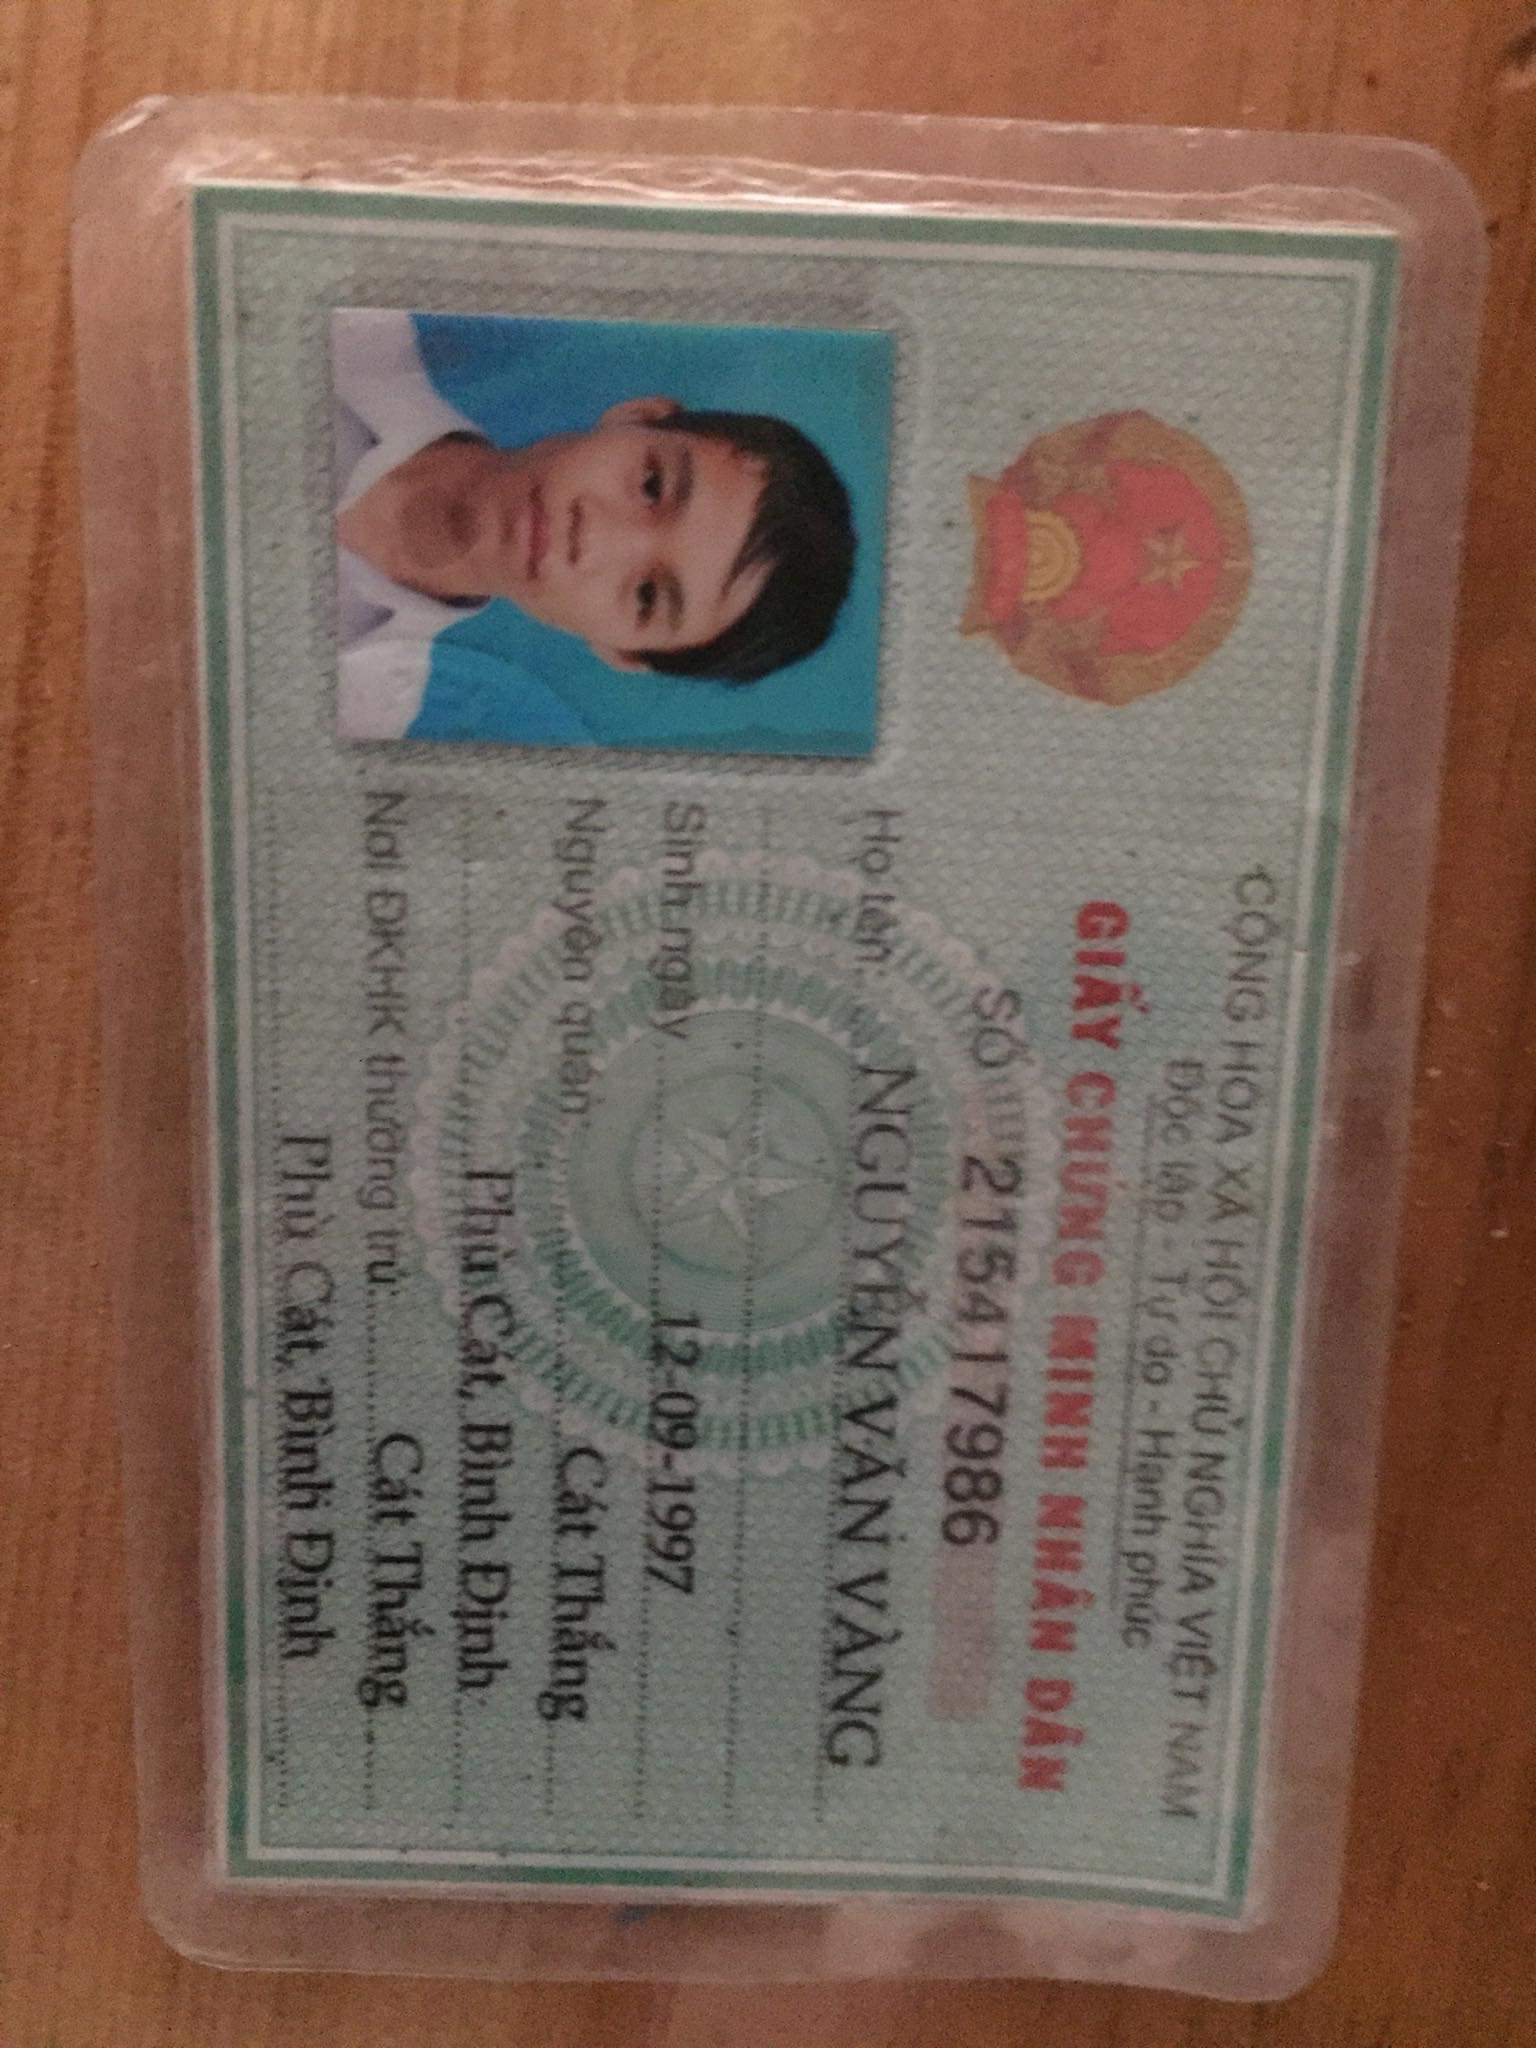 CỘNG HÒA XÃ HỘI CHỦ NGHĨA VIỆT NAM
Độc lập - Tự do - Hạnh phúc
GIẤY CHỨNG MINH NHÂN DÂN
SỐ 215417986
Họ tên: NGUYỄN VĂN VÀNG
Sinh ngày 12-09-1997
Nguyên quán Cát Thắng
Phù Cát, Bình Định
Nơi ĐKHK thường trú: Cát Thắng
Phù Cát, Bình Định